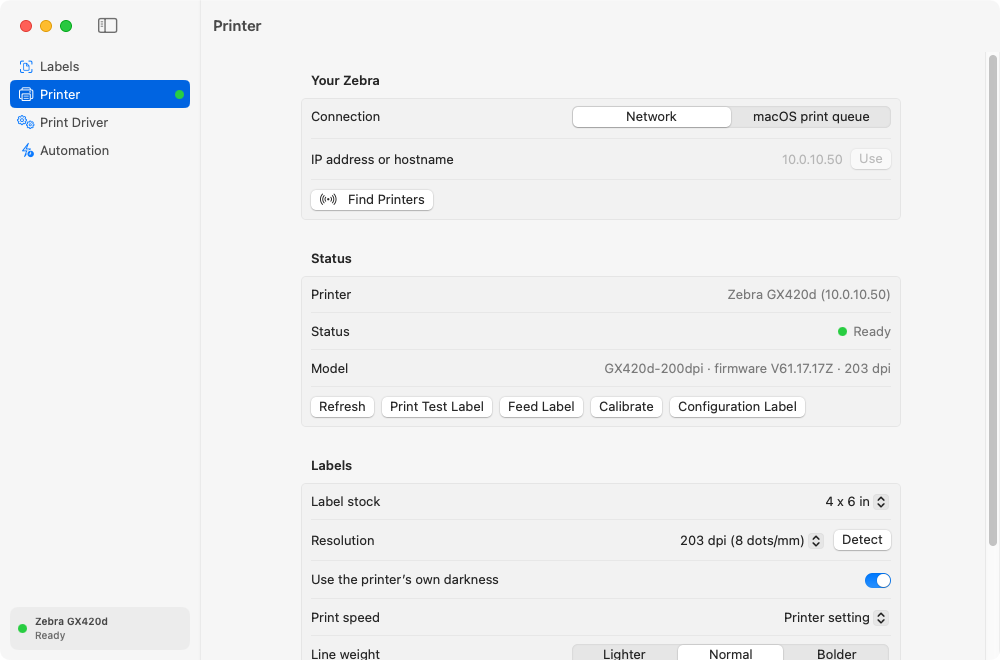 Printer
Labels
Printer
Print Driver
Automation
Your Zebra
Connection Network macOS print queue
IP address or hostname 10.0.10.50 Use
Find Printers
Status
Printer Zebra GX420d (10.0.10.50)
Status Ready
Model GX420d-200dpi · firmware V61.17.17Z · 203 dpi
Refresh Print Test Label Feed Label Calibrate Configuration Label
Labels
Label stock 4 x 6 in
Resolution 203 dpi (8 dots/mm) Detect
Use the printer’s own darkness
Print speed Printer setting
Line weight Lighter Normal Bolder
Zebra GX420d
Ready